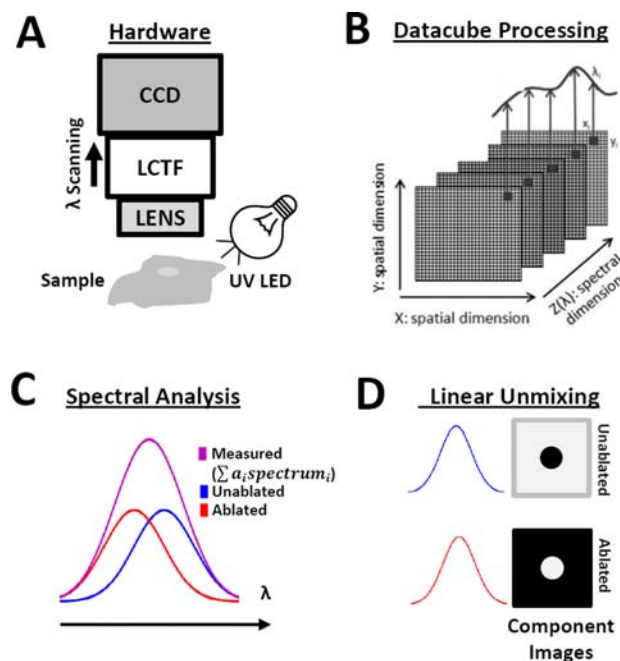 A
Hardware
CCD
λ Scanning
LCTF
LENS
Sample
UV LED
B
Datacube Processing
λi
xi
yi
Y: spatial dimension
X: spatial dimension
Z(λ): spectral
dimension
C
Spectral Analysis
Measured
(∑ aᵢspectrumᵢ)
Unablated
Ablated
λ
D
Linear Unmixing
Unablated
Ablated
Component
Images